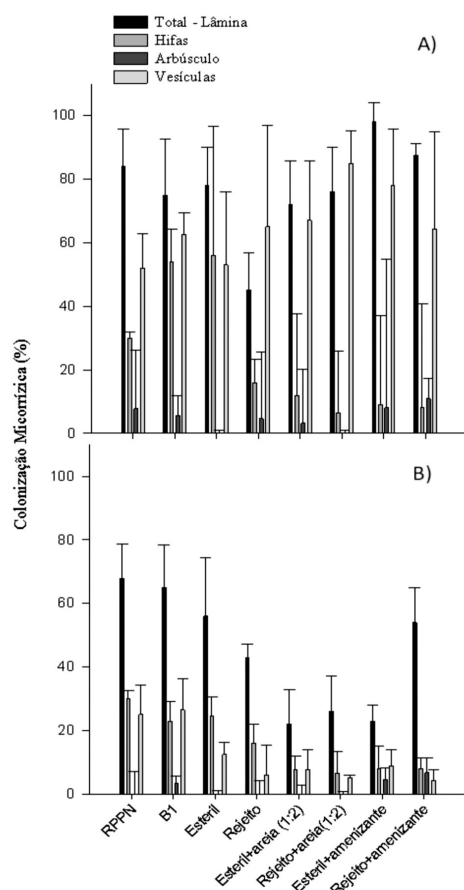 Total - Lâmina
Hifas
Arbúsculo
Vesículas
A)
100
80
60
40
20
0
Colonização Micorrízica (%)
B)
100
80
60
40
20
0
RPPN
B1
Esteril
Rejeito
Esteril+areia (1:2)
Rejeito+areia(1:2)
Esteril+amenizante
Rejeito+amenizante